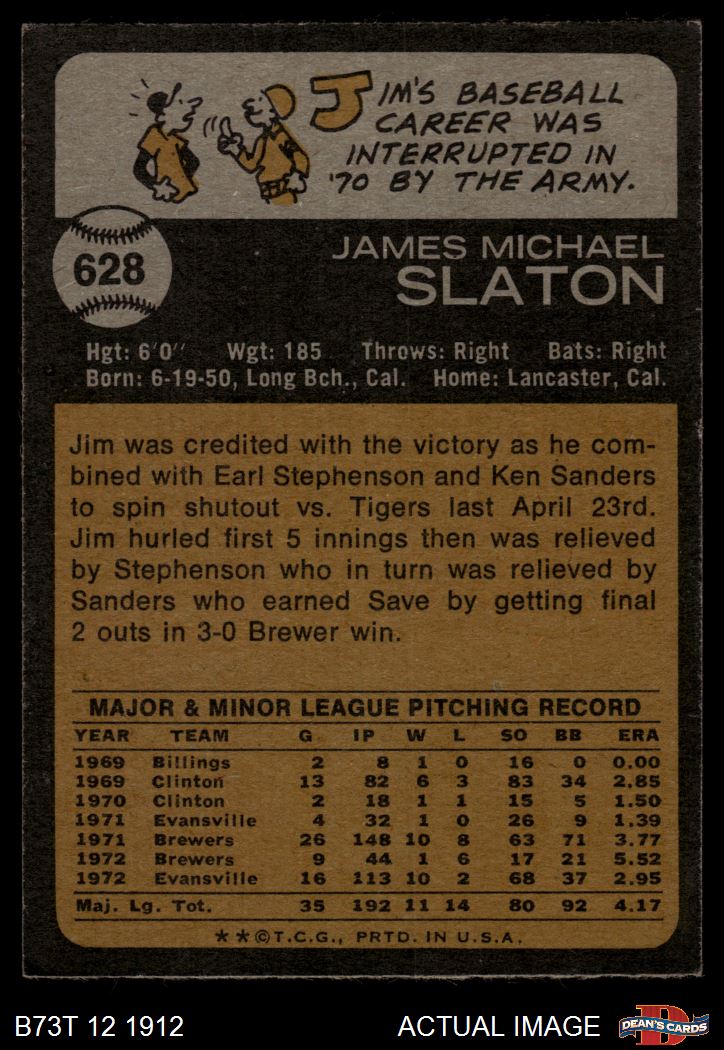 JIM'S BASEBALL
CAREER WAS
INTERRUPTED IN
'70 BY THE ARMY.
628
JAMES MICHAEL
SLATON
Hgt: 6'0" Wgt: 185 Throws: Right Bats: Right
Born: 6-19-50, Long Bch., Cal. Home: Lancaster, Cal.
Jim was credited with the victory as he com-
bined with Earl Stephenson and Ken Sanders
to spin shutout vs. Tigers last April 23rd.
Jim hurled first 5 innings then was relieved
by Stephenson who in turn was relieved by
Sanders who earned Save by getting final
2 outs in 3-0 Brewer win.
MAJOR & MINOR LEAGUE PITCHING RECORD
YEAR TEAM G IP W L SO BB ERA
1969 Billings 2 8 1 0 16 0 0.00
1969 Clinton 13 82 6 3 83 34 2.85
1970 Clinton 2 18 1 1 15 5 1.50
1971 Evansville 4 32 1 0 26 9 1.39
1971 Brewers 26 148 10 8 63 71 3.77
1972 Brewers 9 44 1 6 17 21 5.52
1972 Evansville 16 113 10 2 68 37 2.95
Maj. Lg. Tot. 35 192 11 14 80 92 4.17
**©T.C.G., PRTD. IN U.S.A.
B73T 12 1912 ACTUAL IMAGE DEAN'S CARDS